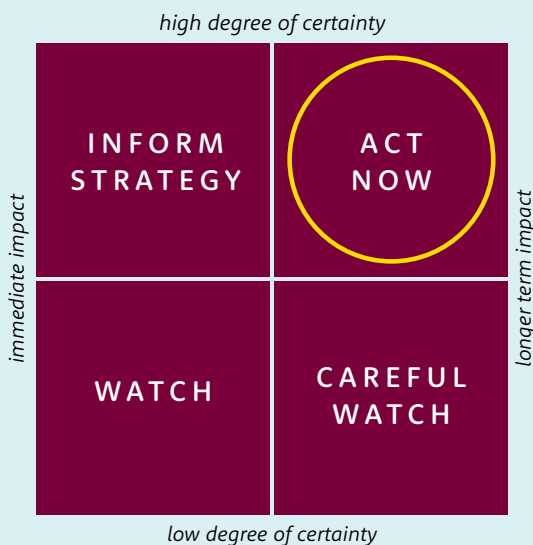 high degree of certainty
INFORM
STRATEGY
ACT
NOW
immediate impact
longer term impact
WATCH
CAREFUL
WATCH
low degree of certainty